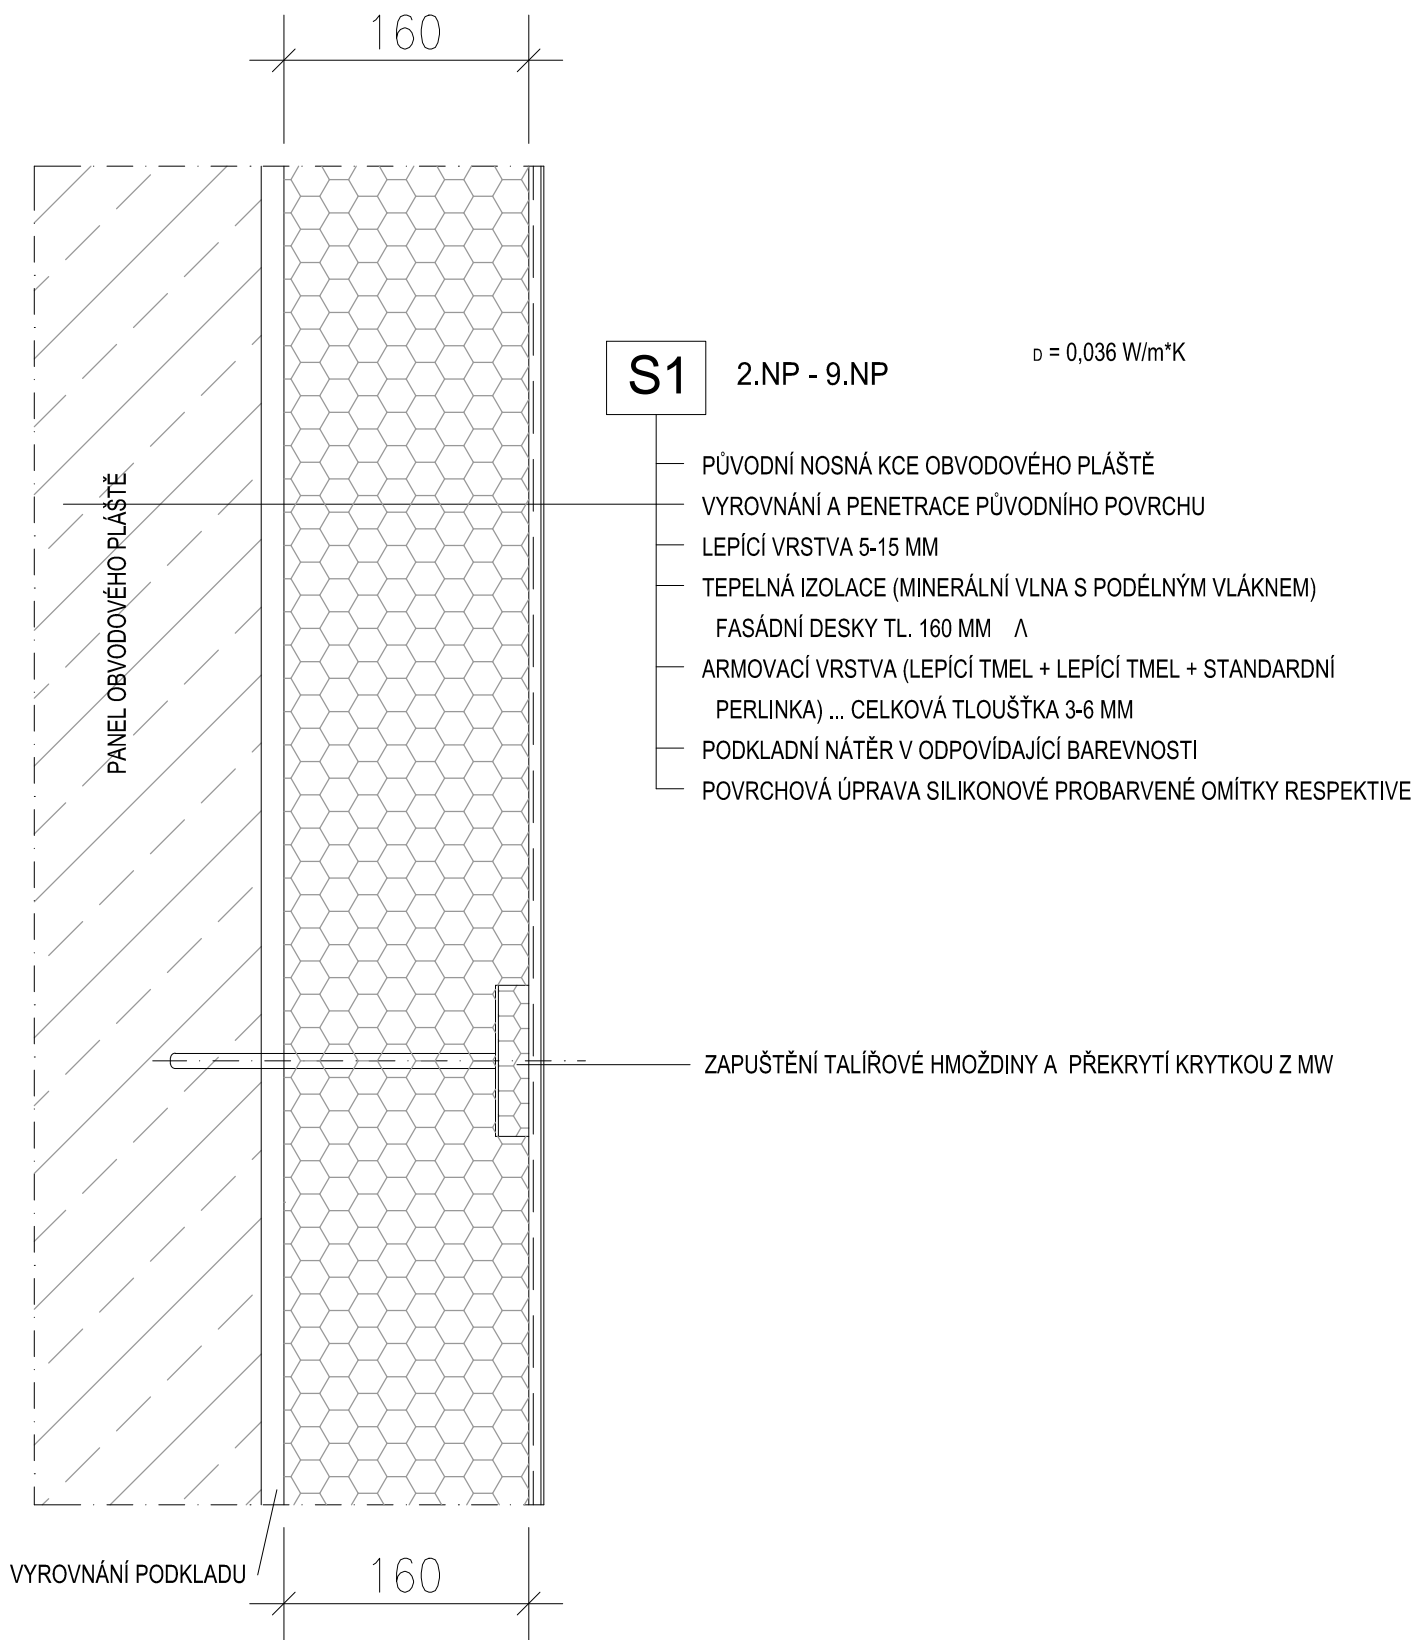 160
S1
2.NP - 9.NP
D = 0,036 W/m*K
PŮVODNÍ NOSNÁ KCE OBVODOVÉHO PLÁŠTĚ
VYROVNÁNÍ A PENETRACE PŮVODNÍHO POVRCHU
LEPÍCÍ VRSTVA 5-15 MM
TEPELNÁ IZOLACE (MINERÁLNÍ VLNA S PODÉLNÝM VLÁKNEM)
FASÁDNÍ DESKY TL. 160 MM Λ
ARMOVACÍ VRSTVA (LEPÍCÍ TMEL + LEPÍCÍ TMEL + STANDARDNÍ
PERLINKA) ... CELKOVÁ TLOUŠŤKA 3-6 MM
PODKLADNÍ NÁTĚR V ODPOVÍDAJÍCÍ BAREVNOSTI
POVRCHOVÁ ÚPRAVA SILIKONOVÉ PROBARVENÉ OMÍTKY RESPEKTIVE
PANEL OBVODOVÉHO PLÁŠTĚ
ZAPUŠTĚNÍ TALÍŘOVÉ HMOŽDINY A PŘEKRYTÍ KRYTKOU Z MW
VYROVNÁNÍ PODKLADU
160